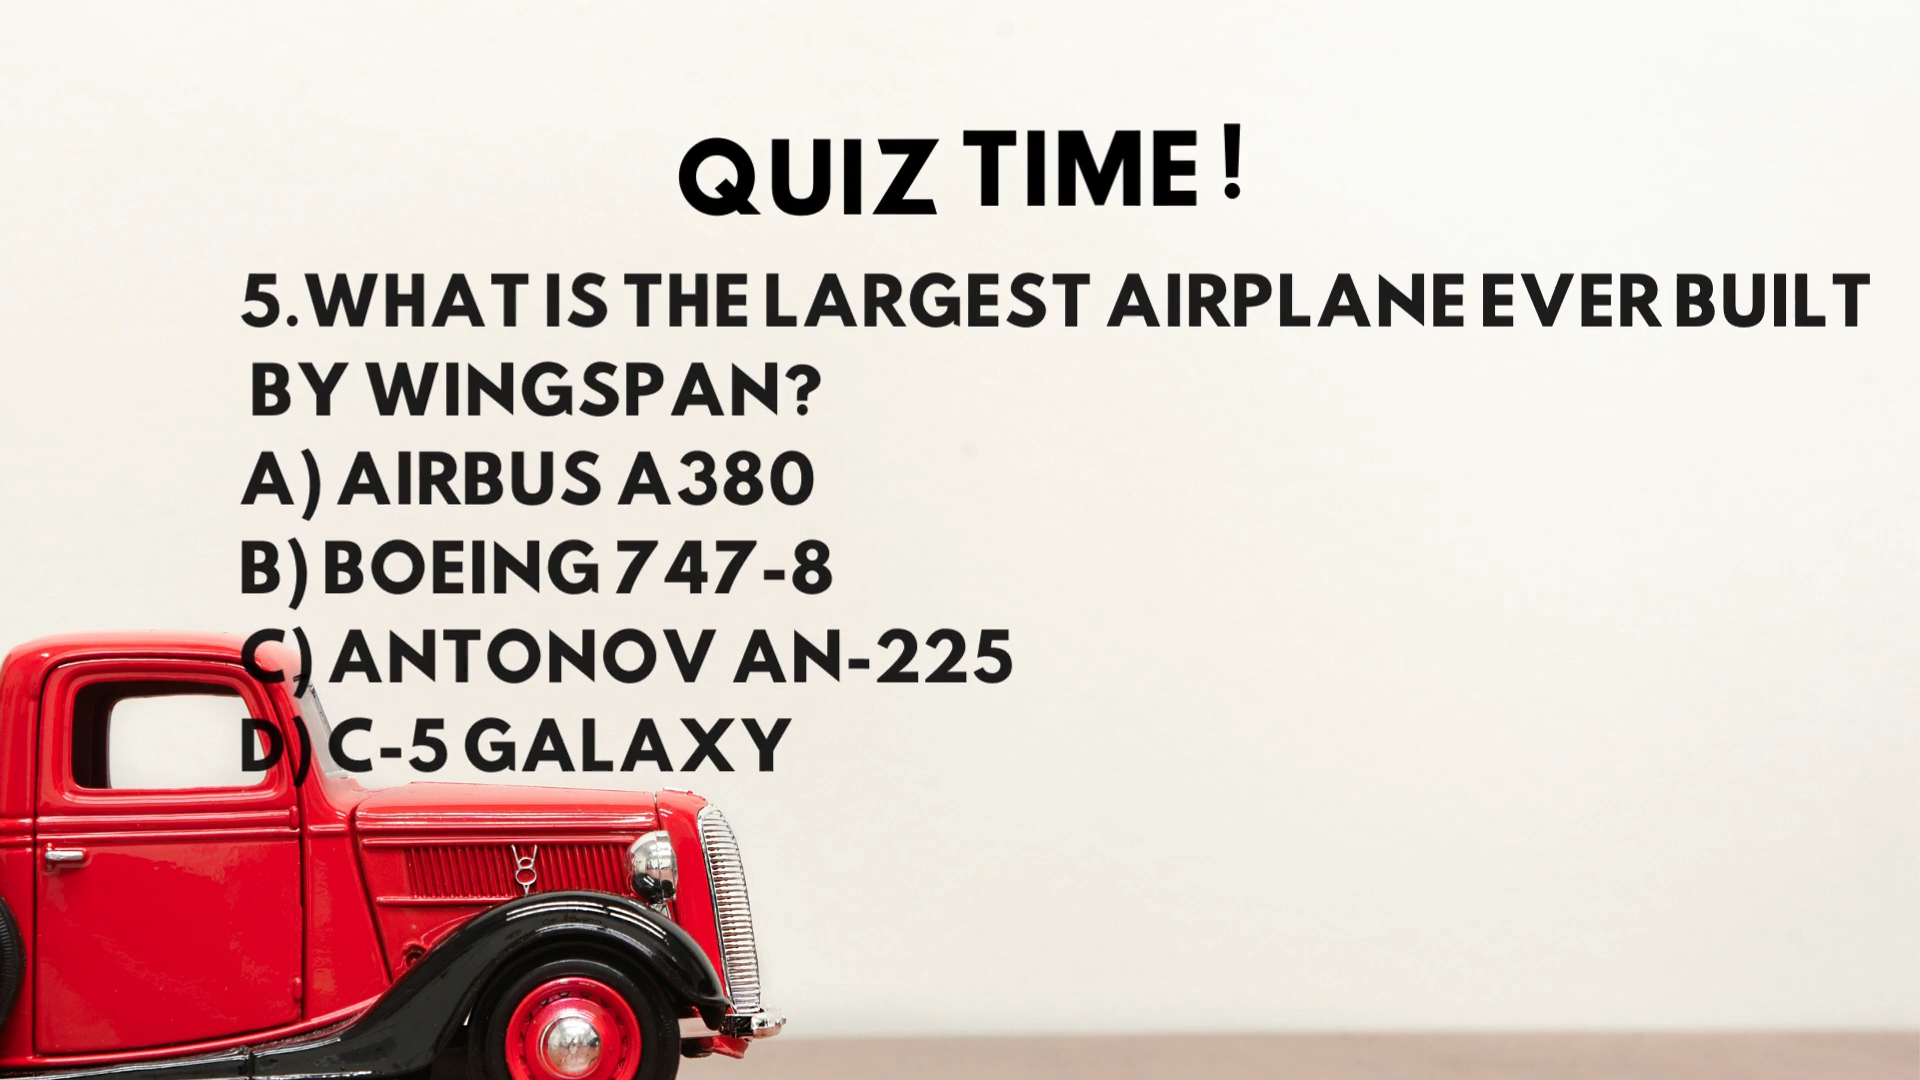 QUIZ TIME !
5.WHAT IS THE LARGEST AIRPLANE EVER BUILT
BY WINGSPAN?
A) AIRBUS A380
B) BOEING 747-8
C) ANTONOV AN-225
D) C-5 GALAXY
V8